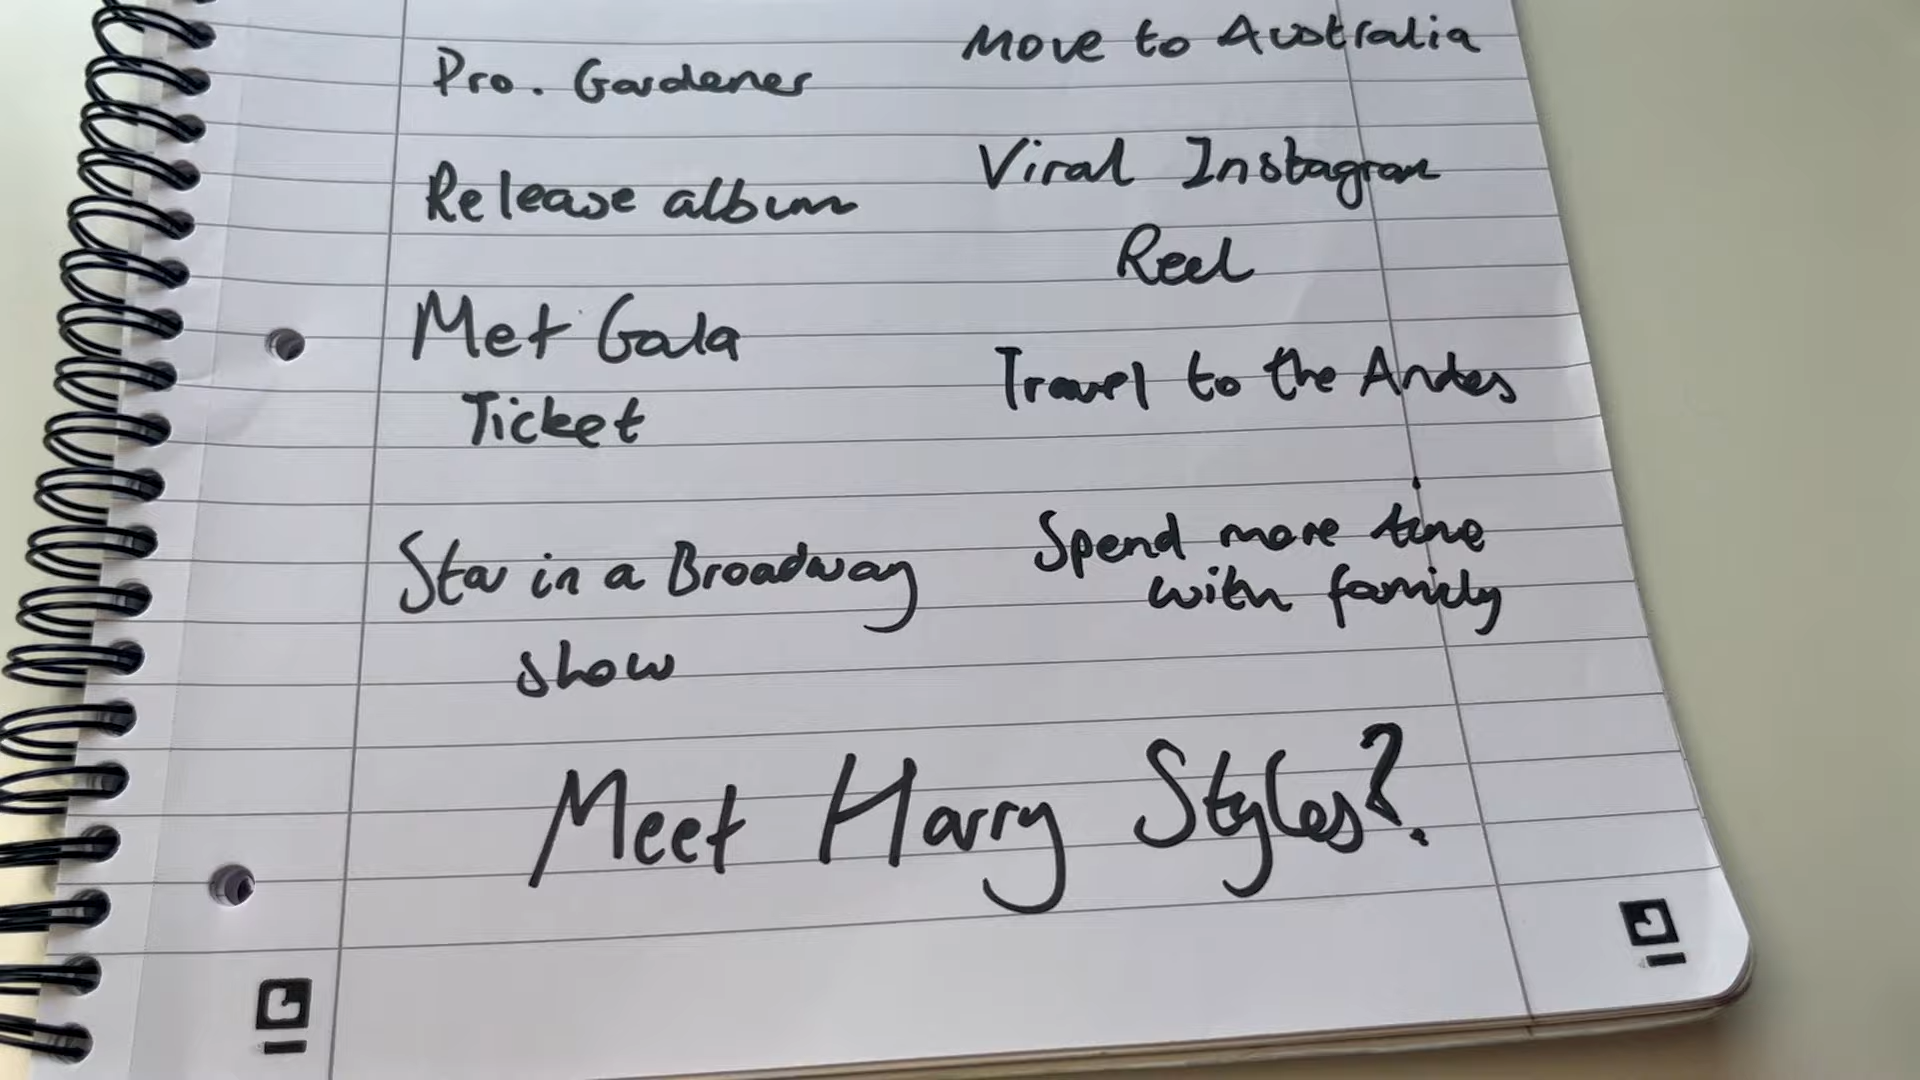 Pro. Gardener
Release album
Met Gala
Ticket
Star in a Broadway
show
Move to Australia
Viral Instagram
Reel
Travel to the Andes
Spend more time
with family
Meet Harry Styles?